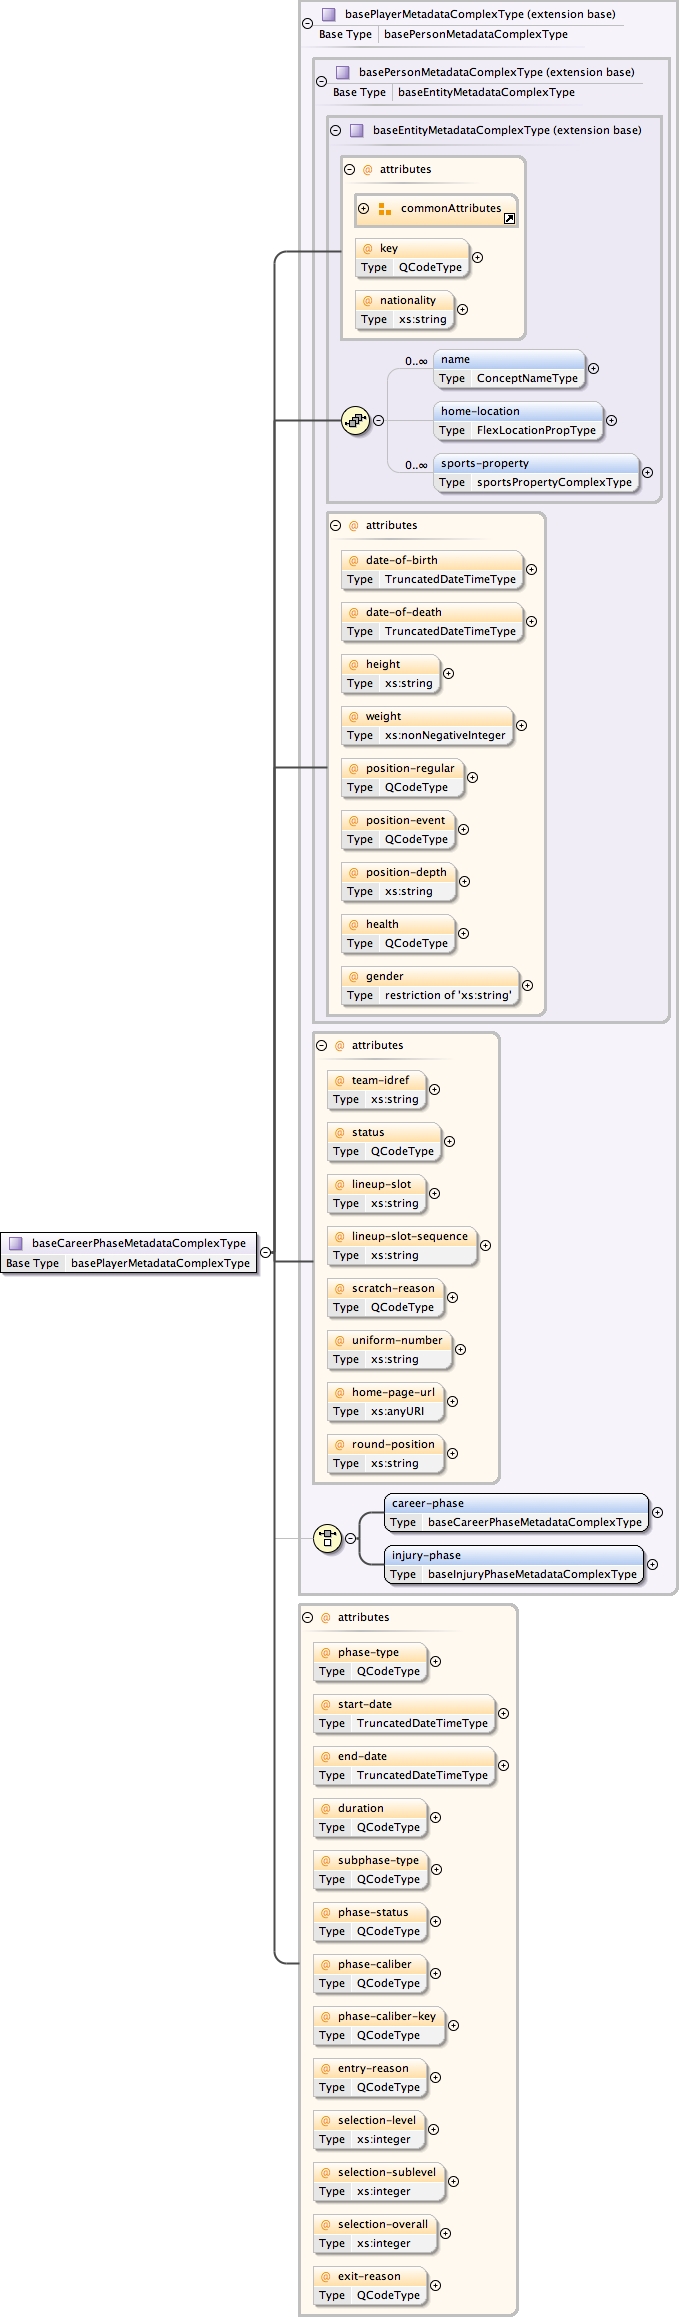 basePlayerMetadataComplexType (extension base)
Base Type basePersonMetadataComplexType
basePersonMetadataComplexType (extension base)
Base Type baseEntityMetadataComplexType
baseEntityMetadataComplexType (extension base)
@ attributes
commonAttributes
@ key
Type QCodeType
@ nationality
Type xs:string
0..∞ name
Type ConceptNameType
home-location
Type FlexLocationPropType
0..∞ sports-property
Type sportsPropertyComplexType
@ attributes
@ date-of-birth
Type TruncatedDateTimeType
@ date-of-death
Type TruncatedDateTimeType
@ height
Type xs:string
@ weight
Type xs:nonNegativeInteger
@ position-regular
Type QCodeType
@ position-event
Type QCodeType
@ position-depth
Type xs:string
@ health
Type QCodeType
@ gender
Type restriction of 'xs:string'
@ attributes
@ team-idref
Type xs:string
@ status
Type QCodeType
@ lineup-slot
Type xs:string
@ lineup-slot-sequence
Type xs:string
@ scratch-reason
Type QCodeType
@ uniform-number
Type xs:string
@ home-page-url
Type xs:anyURI
@ round-position
Type xs:string
baseCareerPhaseMetadataComplexType
Base Type basePlayerMetadataComplexType
career-phase
Type baseCareerPhaseMetadataComplexType
injury-phase
Type baseInjuryPhaseMetadataComplexType
@ attributes
@ phase-type
Type QCodeType
@ start-date
Type TruncatedDateTimeType
@ end-date
Type TruncatedDateTimeType
@ duration
Type QCodeType
@ subphase-type
Type QCodeType
@ phase-status
Type QCodeType
@ phase-caliber
Type QCodeType
@ phase-caliber-key
Type QCodeType
@ entry-reason
Type QCodeType
@ selection-level
Type xs:integer
@ selection-sublevel
Type xs:integer
@ selection-overall
Type xs:integer
@ exit-reason
Type QCodeType